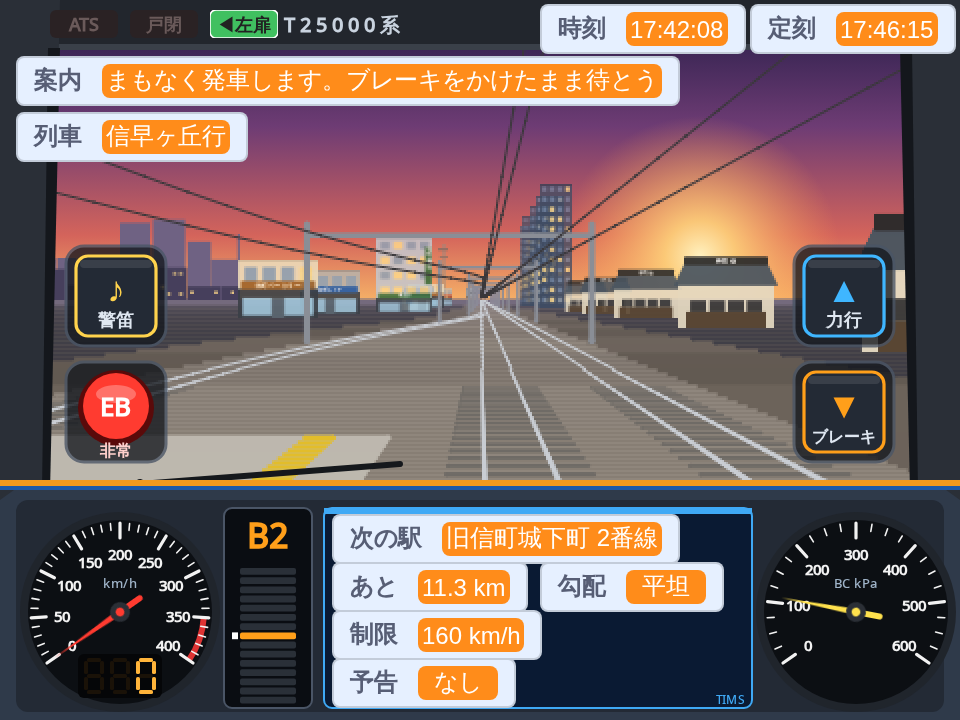 ATS 戸閉 ◀左扉 T25000系
時刻 17:42:08 定刻 17:46:15
案内 まもなく発車します。ブレーキをかけたまま待とう
列車 信早ヶ丘行
♪ 警笛
▲ 力行
EB 非常
▼ ブレーキ
0 50 100 150 200 250 300 350 400
km/h
0
B2
次の駅 旧信町城下町 2番線
あと 11.3 km 勾配 平坦
制限 160 km/h
予告 なし
TIMS
0 100 200 300 400 500 600
BC kPa